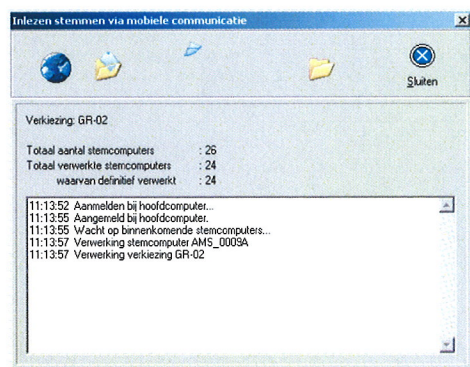 Inlezen stemmen via mobiele communicatie
Sluiten
Verkiezing: GR-02
Totaal aantal stemcomputers : 26
Totaal verwerkte stemcomputers : 24
waarvan definitief verwerkt : 24
11:13:52 Aanmelden bij hoofdcomputer...
11:13:55 Aangemeld bij hoofdcomputer.
11:13:55 Wacht op binnenkomende stemcomputers...
11:13:57 Verwerking stemcomputer AMS_0009A
11:13:57 Verwerking verkiezing GR-02